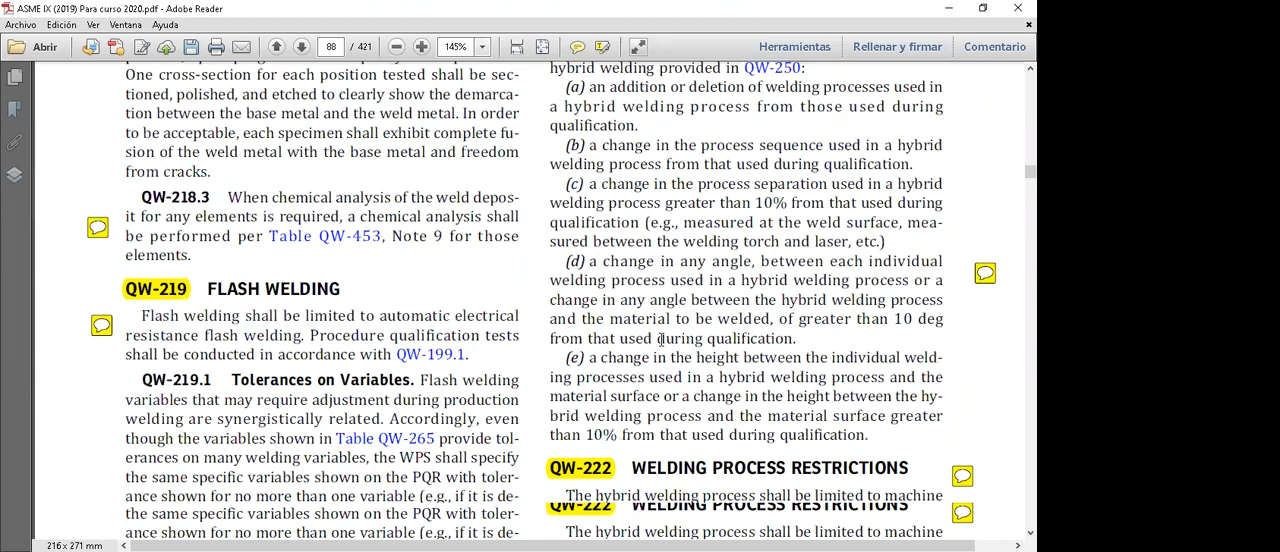 ASME IX (2019) Para curso 2020.pdf - Adobe Reader
Archivo Edición Ver Ventana Ayuda
Abrir 88 / 421 145% Herramientas Rellenar y firmar Comentario
One cross-section for each position tested shall be sec-
tioned, polished, and etched to clearly show the demarca-
tion between the base metal and the weld metal. In order
to be acceptable, each specimen shall exhibit complete fu-
sion of the weld metal with the base metal and freedom
from cracks.
QW-218.3 When chemical analysis of the weld depos-
it for any elements is required, a chemical analysis shall
be performed per Table QW-453, Note 9 for those
elements.
QW-219 FLASH WELDING
Flash welding shall be limited to automatic electrical
resistance flash welding. Procedure qualification tests
shall be conducted in accordance with QW-199.1.
QW-219.1 Tolerances on Variables. Flash welding
variables that may require adjustment during production
welding are synergistically related. Accordingly, even
though the variables shown in Table QW-265 provide tol-
erances on many welding variables, the WPS shall specify
the same specific variables shown on the PQR with toler-
ance shown for no more than one variable (e.g., if it is de-
the same specific variables shown on the PQR with toler-
ance shown for no more than one variable (e.g., if it is de-
hybrid welding provided in QW-250:
(a) an addition or deletion of welding processes used in
a hybrid welding process from those used during
qualification.
(b) a change in the process sequence used in a hybrid
welding process from that used during qualification.
(c) a change in the process separation used in a hybrid
welding process greater than 10% from that used during
qualification (e.g., measured at the weld surface, mea-
sured between the welding torch and laser, etc.)
(d) a change in any angle, between each individual
welding process used in a hybrid welding process or a
change in any angle between the hybrid welding process
and the material to be welded, of greater than 10 deg
from that used during qualification.
(e) a change in the height between the individual weld-
ing processes used in a hybrid welding process and the
material surface or a change in the height between the hy-
brid welding process and the material surface greater
than 10% from that used during qualification.
QW-222 WELDING PROCESS RESTRICTIONS
The hybrid welding process shall be limited to machine
QW-222 WELDING PROCESS RESTRICTIONS
The hybrid welding process shall be limited to machine
216 x 271 mm